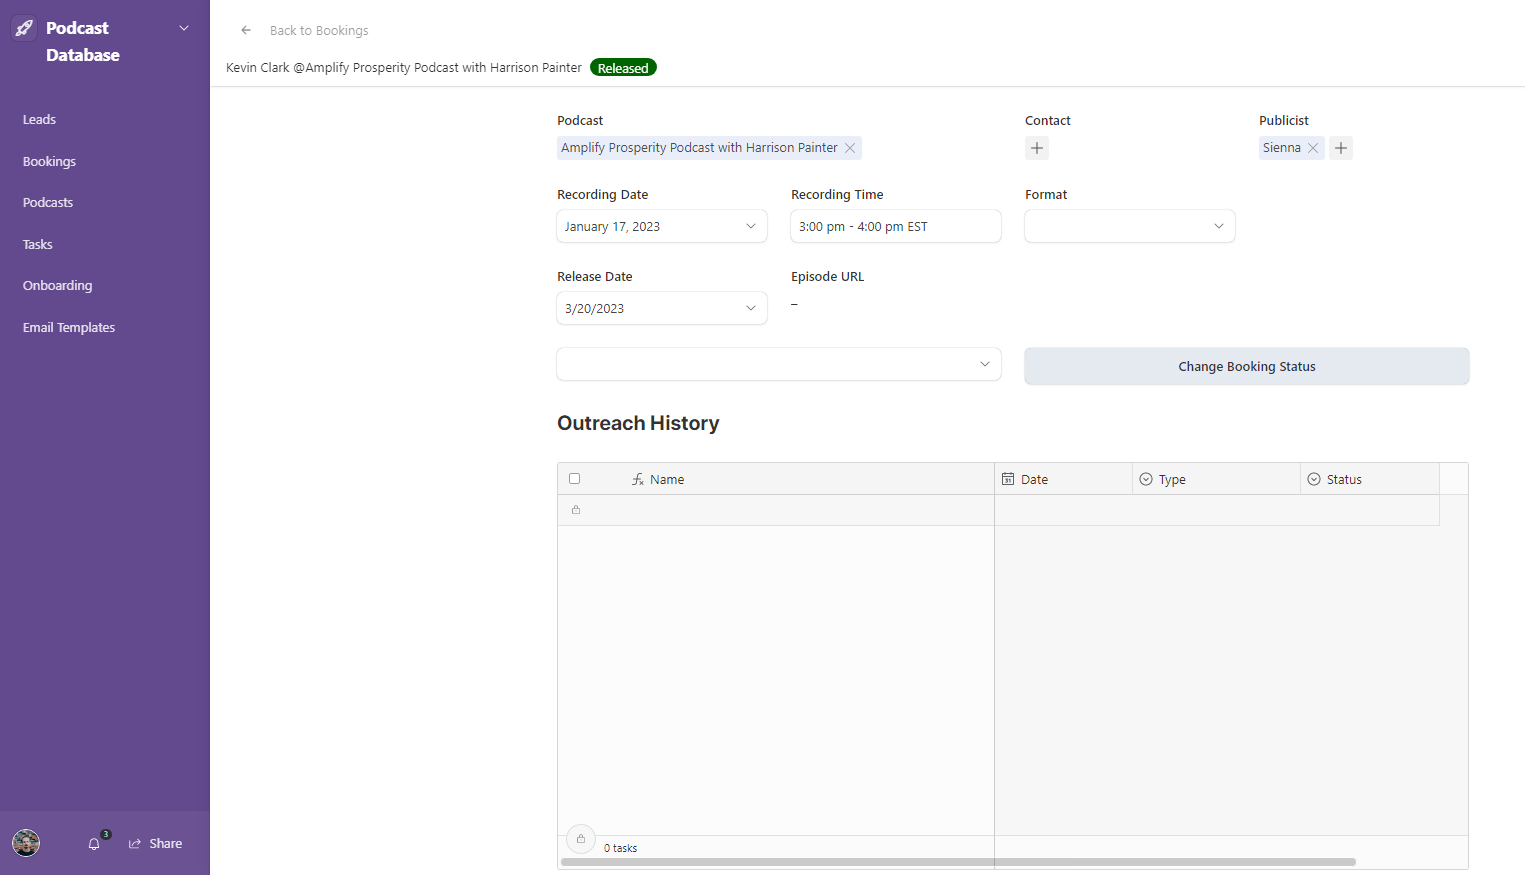 Podcast
Database
Leads
Bookings
Podcasts
Tasks
Onboarding
Email Templates
3
Share
Back to Bookings
Kevin Clark @Amplify Prosperity Podcast with Harrison Painter Released
Podcast Contact Publicist
Amplify Prosperity Podcast with Harrison Painter Sienna
Recording Date Recording Time Format
January 17, 2023 3:00 pm - 4:00 pm EST
Release Date Episode URL
3/20/2023 –
Change Booking Status
Outreach History
Name Date Type Status
0 tasks